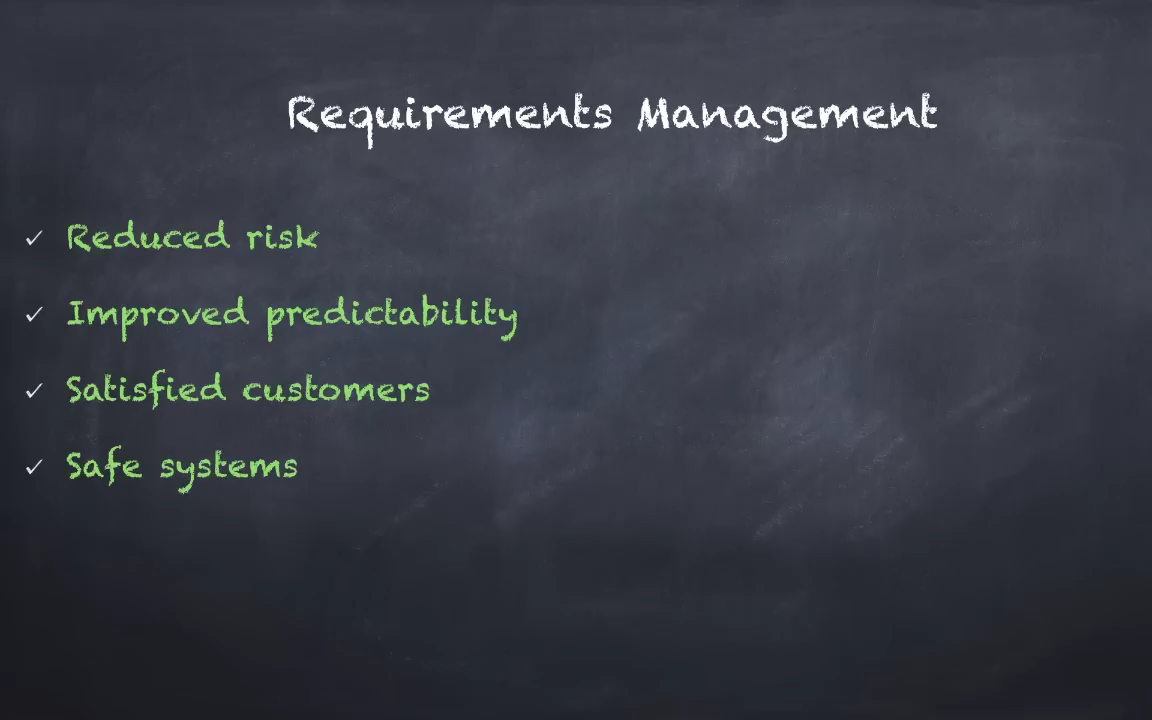 Requirements Management
✓ Reduced risk
✓ Improved predictability
✓ Satisfied customers
✓ Safe systems